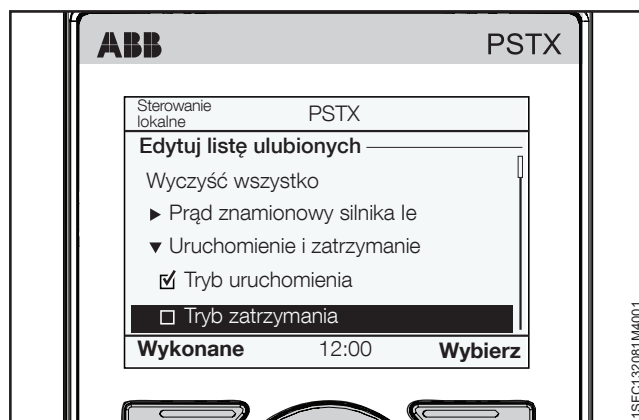 ABB PSTX
Sterowanie lokalne PSTX
Edytuj listę ulubionych
Wyczyść wszystko
▶ Prąd znamionowy silnika Ie
▼ Uruchomienie i zatrzymanie
☑ Tryb uruchomienia
☐ Tryb zatrzymania
Wykonane 12:00 Wybierz
1SFC132081M4001